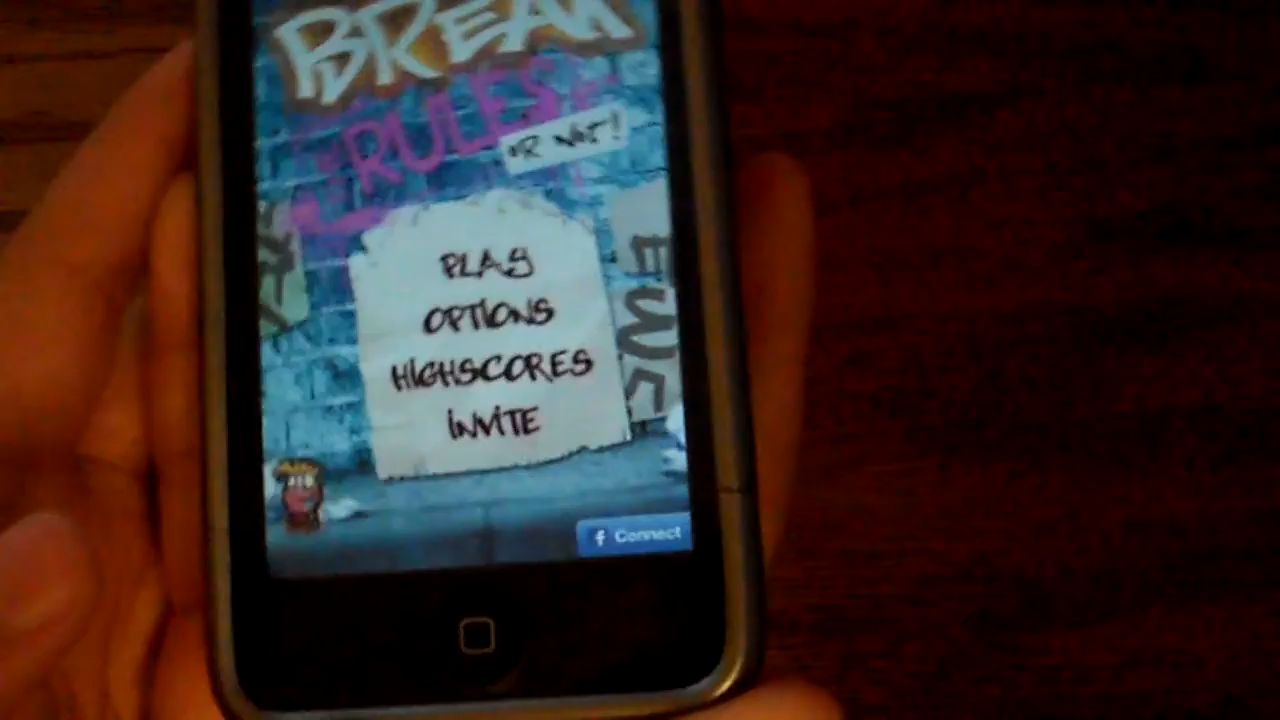 BREAK
RULES
OR NOT!
PLAY
OPTIONS
HIGHSCORES
INVITE
f Connect